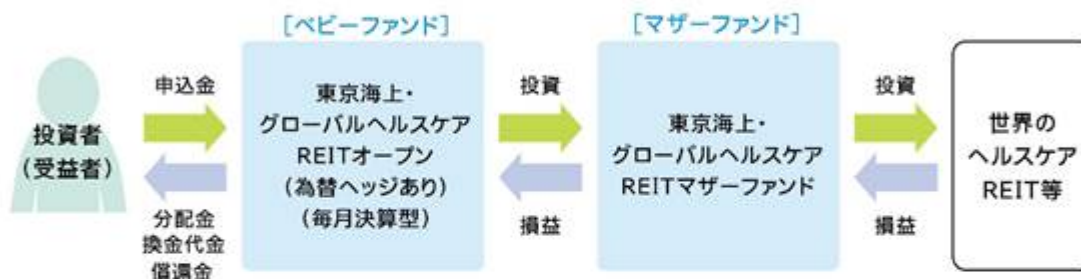 [ベビーファンド]
[マザーファンド]
投資者
(受益者)
申込金
分配金
換金代金
償還金
東京海上・
グローバルヘルスケア
REITオープン
(為替ヘッジあり)
(毎月決算型)
投資
損益
東京海上・
グローバルヘルスケア
REITマザーファンド
投資
損益
世界の
ヘルスケア
REIT等